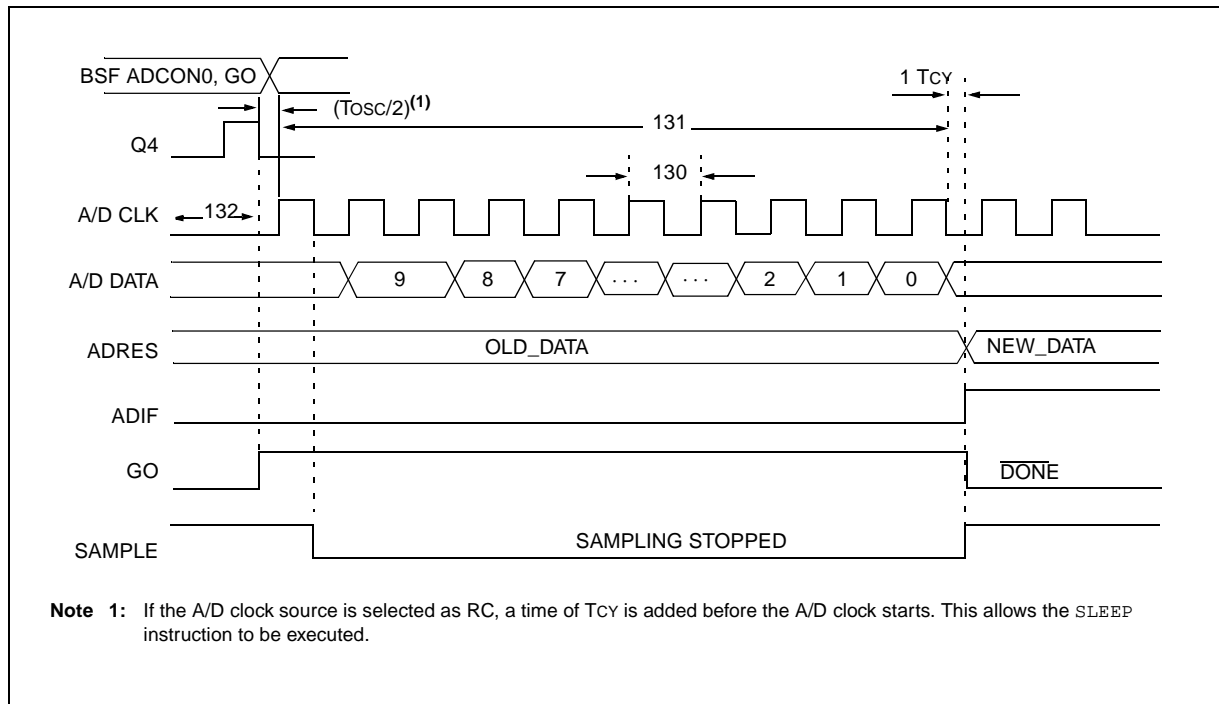 BSF ADCON0, GO
(TOSC/2)(1)
1 TCY
131
Q4
130
A/D CLK
132
A/D DATA
9 8 7 . . . . . . 2 1 0
ADRES
OLD_DATA
NEW_DATA
ADIF
GO
DONE
SAMPLE
SAMPLING STOPPED
Note 1: If the A/D clock source is selected as RC, a time of TCY is added before the A/D clock starts. This allows the SLEEP
instruction to be executed.